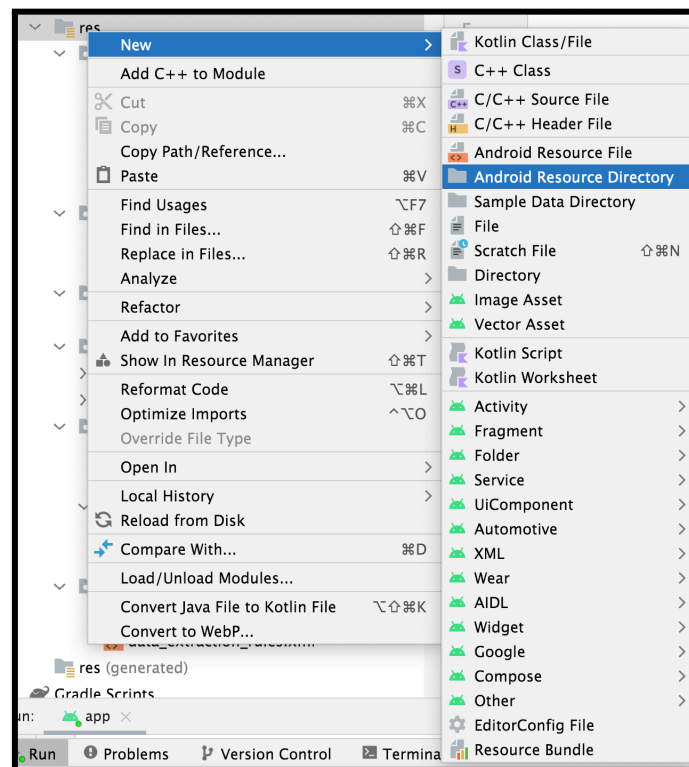 res
New
Add C++ to Module
Cut ⌘X
Copy ⌘C
Copy Path/Reference...
Paste ⌘V
Find Usages ⌥F7
Find in Files... ⇧⌘F
Replace in Files... ⇧⌘R
Analyze
Refactor
Add to Favorites
Show In Resource Manager ⇧⌘T
Reformat Code ⌥⌘L
Optimize Imports ^⌥O
Override File Type
Open In
Local History
Reload from Disk
Compare With... ⌘D
Load/Unload Modules...
Convert Java File to Kotlin File ⌥⇧⌘K
Convert to WebP...
Kotlin Class/File
S C++ Class
C++ C/C++ Source File
H C/C++ Header File
Android Resource File
Android Resource Directory
Sample Data Directory
File
Scratch File ⇧⌘N
Directory
Image Asset
Vector Asset
Kotlin Script
Kotlin Worksheet
Activity
Fragment
Folder
Service
UiComponent
Automotive
XML
Wear
AIDL
Widget
Google
Compose
Other
EditorConfig File
Resource Bundle
data_extraction_rules.xml
res (generated)
Gradle Scripts
un: app
Run Problems Version Control Termina